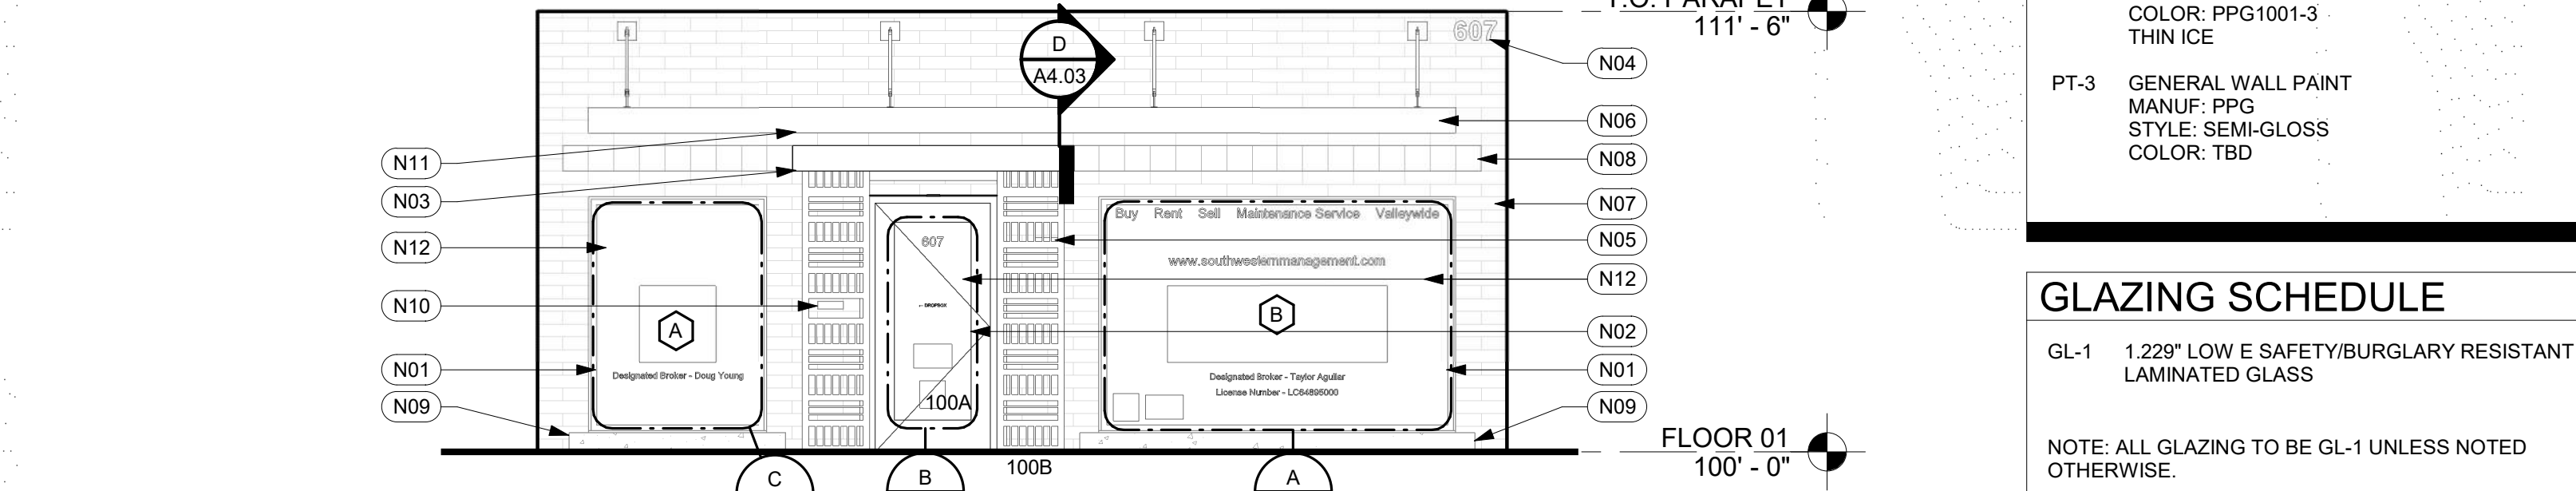 T.O. PARAPET
111' - 6"
607
D
A4.03
N04
N06
N08
N07
N05
N12
N02
N01
N09
N11
N03
N12
N10
N01
N09
Buy Rent Sell Maintenance Service Valleywide
www.southwesternmanagement.com
B
Designated Broker - Taylor Aguilar
License Number - LC64895000
607
← DROPBOX
100A
A
Designated Broker - Doug Young
FLOOR 01
100' - 0"
C
B
100B
A
COLOR: PPG1001-3
THIN ICE
PT-3 GENERAL WALL PAINT
MANUF: PPG
STYLE: SEMI-GLOSS
COLOR: TBD
GLAZING SCHEDULE
GL-1 1.229" LOW E SAFETY/BURGLARY RESISTANT
LAMINATED GLASS
NOTE: ALL GLAZING TO BE GL-1 UNLESS NOTED
OTHERWISE.